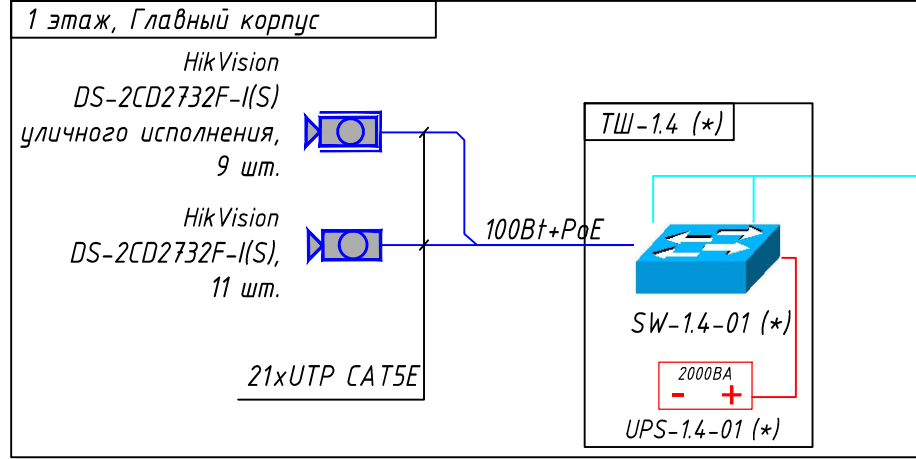 1 этаж, Главный корпус
HikVision
DS-2CD2732F-I(S)
уличного исполнения,
9 шт.
HikVision
DS-2CD2732F-I(S),
11 шт.
21xUTP CAT5E
100Bt+PoE
ТШ-1.4 (*)
SW-1.4-01 (*)
2000ВА
- +
UPS-1.4-01 (*)